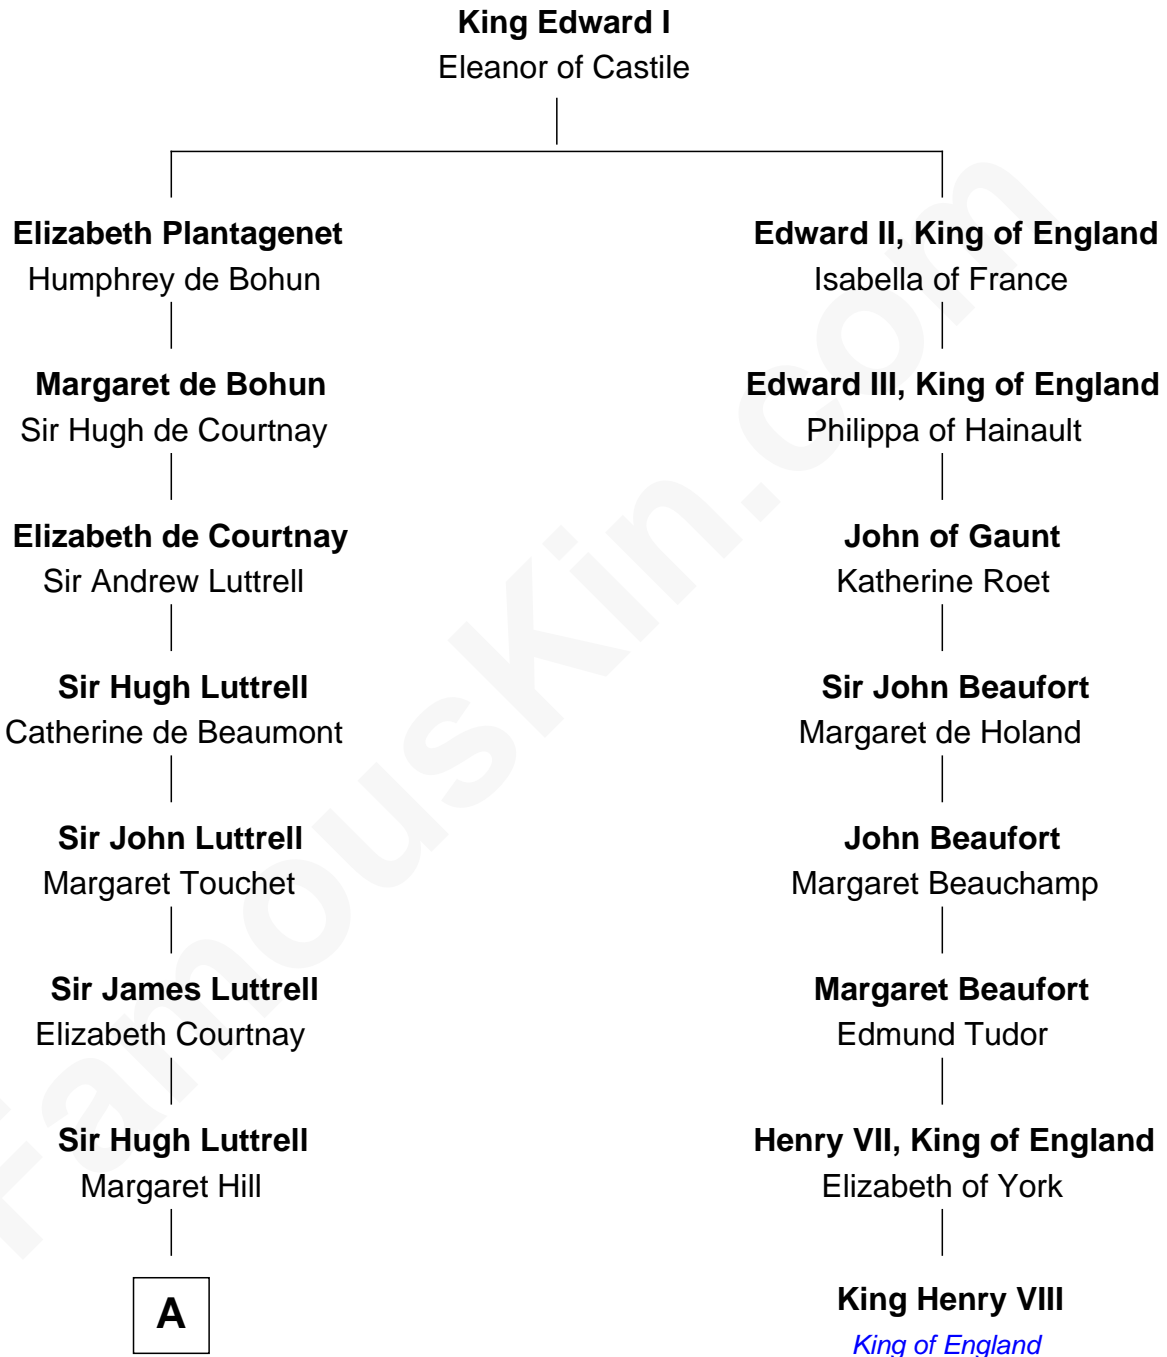 King Edward I
Eleanor of Castile
Elizabeth Plantagenet
Humphrey de Bohun
Edward II, King of England
Isabella of France
Margaret de Bohun
Sir Hugh de Courtnay
Edward III, King of England
Philippa of Hainault
Elizabeth de Courtnay
Sir Andrew Luttrell
John of Gaunt
Katherine Roet
Sir Hugh Luttrell
Catherine de Beaumont
Sir John Beaufort
Margaret de Holand
Sir John Luttrell
Margaret Touchet
John Beaufort
Margaret Beauchamp
Sir James Luttrell
Elizabeth Courtnay
Margaret Beaufort
Edmund Tudor
Sir Hugh Luttrell
Margaret Hill
Henry VII, King of England
Elizabeth of York
A
King Henry VIII
King of England
FamousKin.com